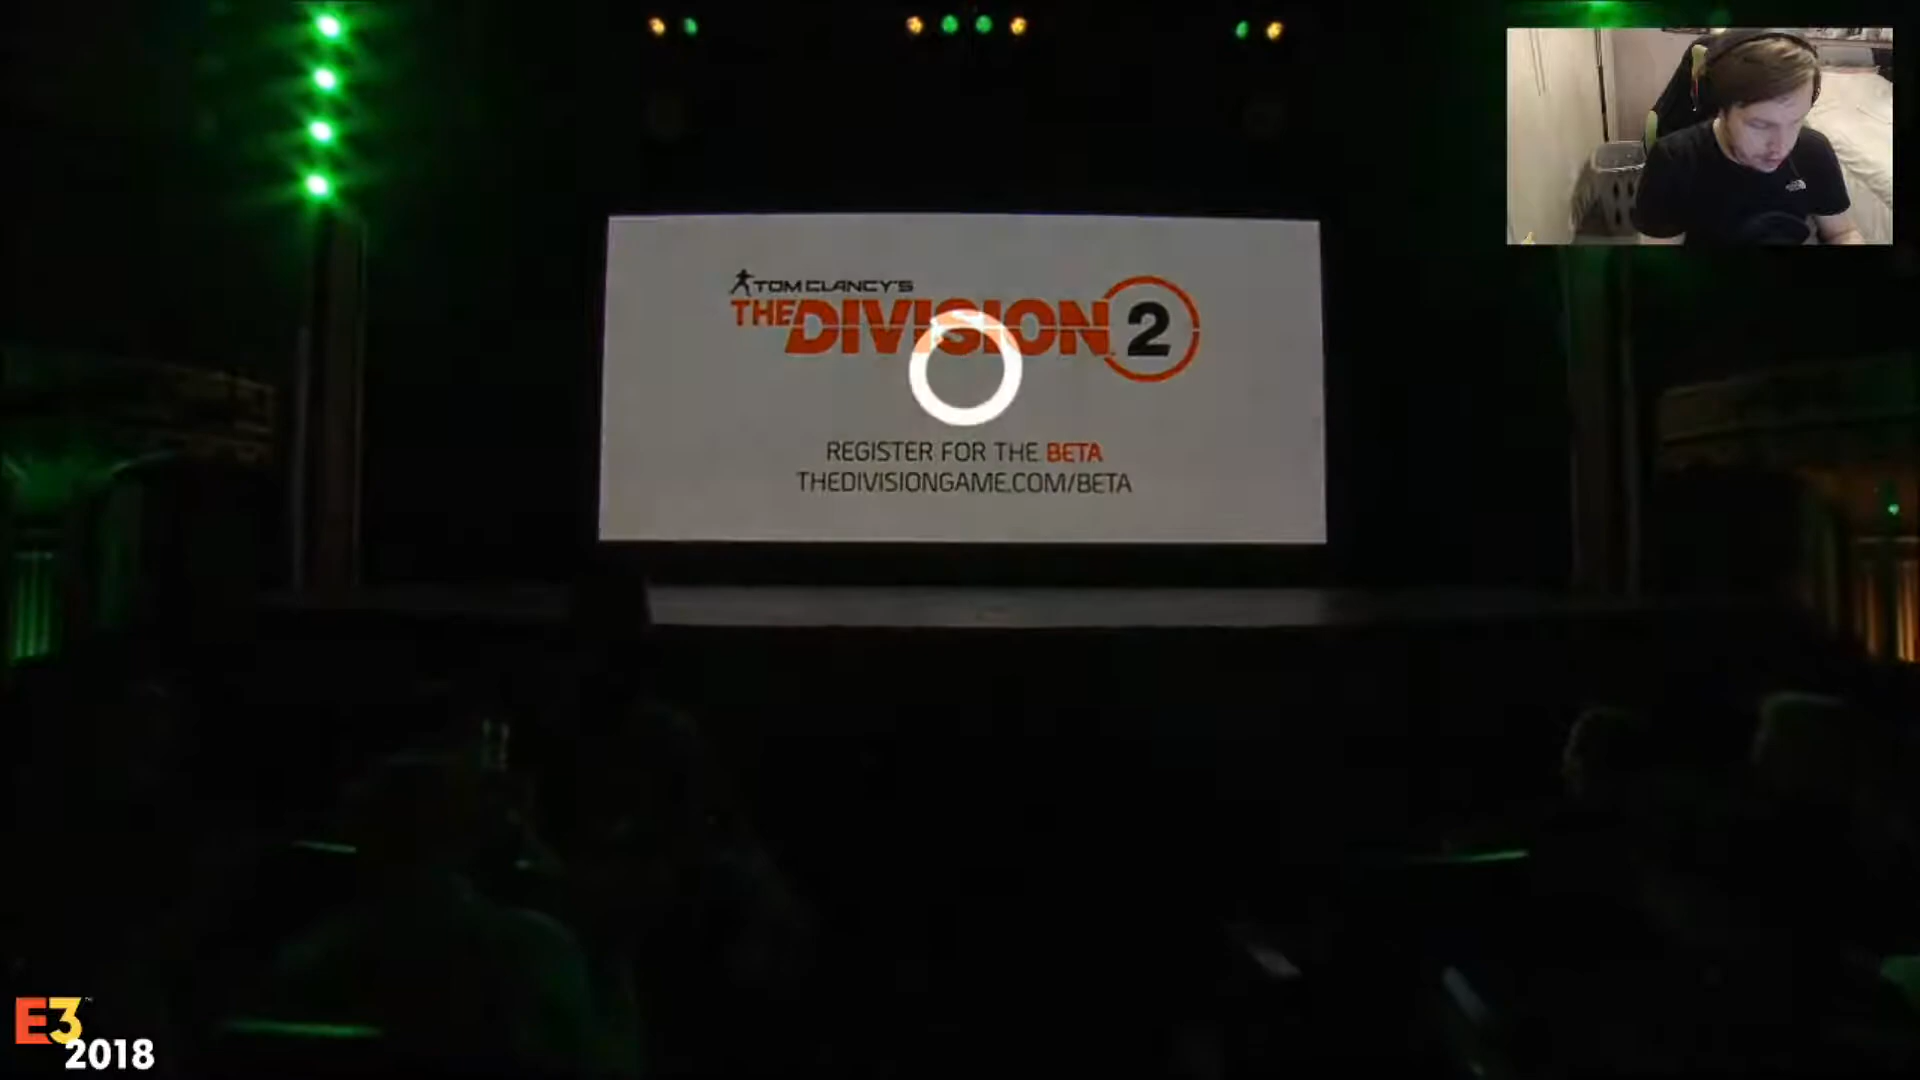 TOM CLANCY'S
THE DIVISION 2
REGISTER FOR THE BETA
THEDIVISIONGAME.COM/BETA
E3
2018